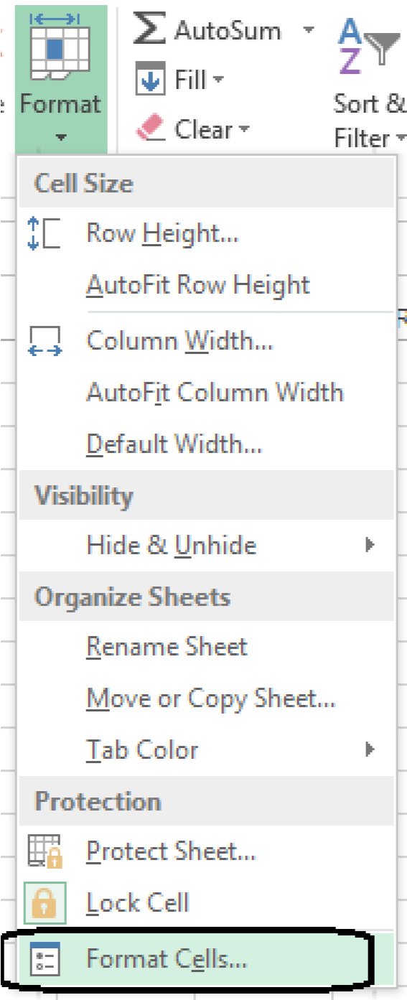 AutoSum
Fill
Clear
Format
Sort &
Filter
Cell Size
Row Height...
AutoFit Row Height
Column Width...
AutoFit Column Width
Default Width...
Visibility
Hide & Unhide
Organize Sheets
Rename Sheet
Move or Copy Sheet...
Tab Color
Protection
Protect Sheet...
Lock Cell
Format Cells...